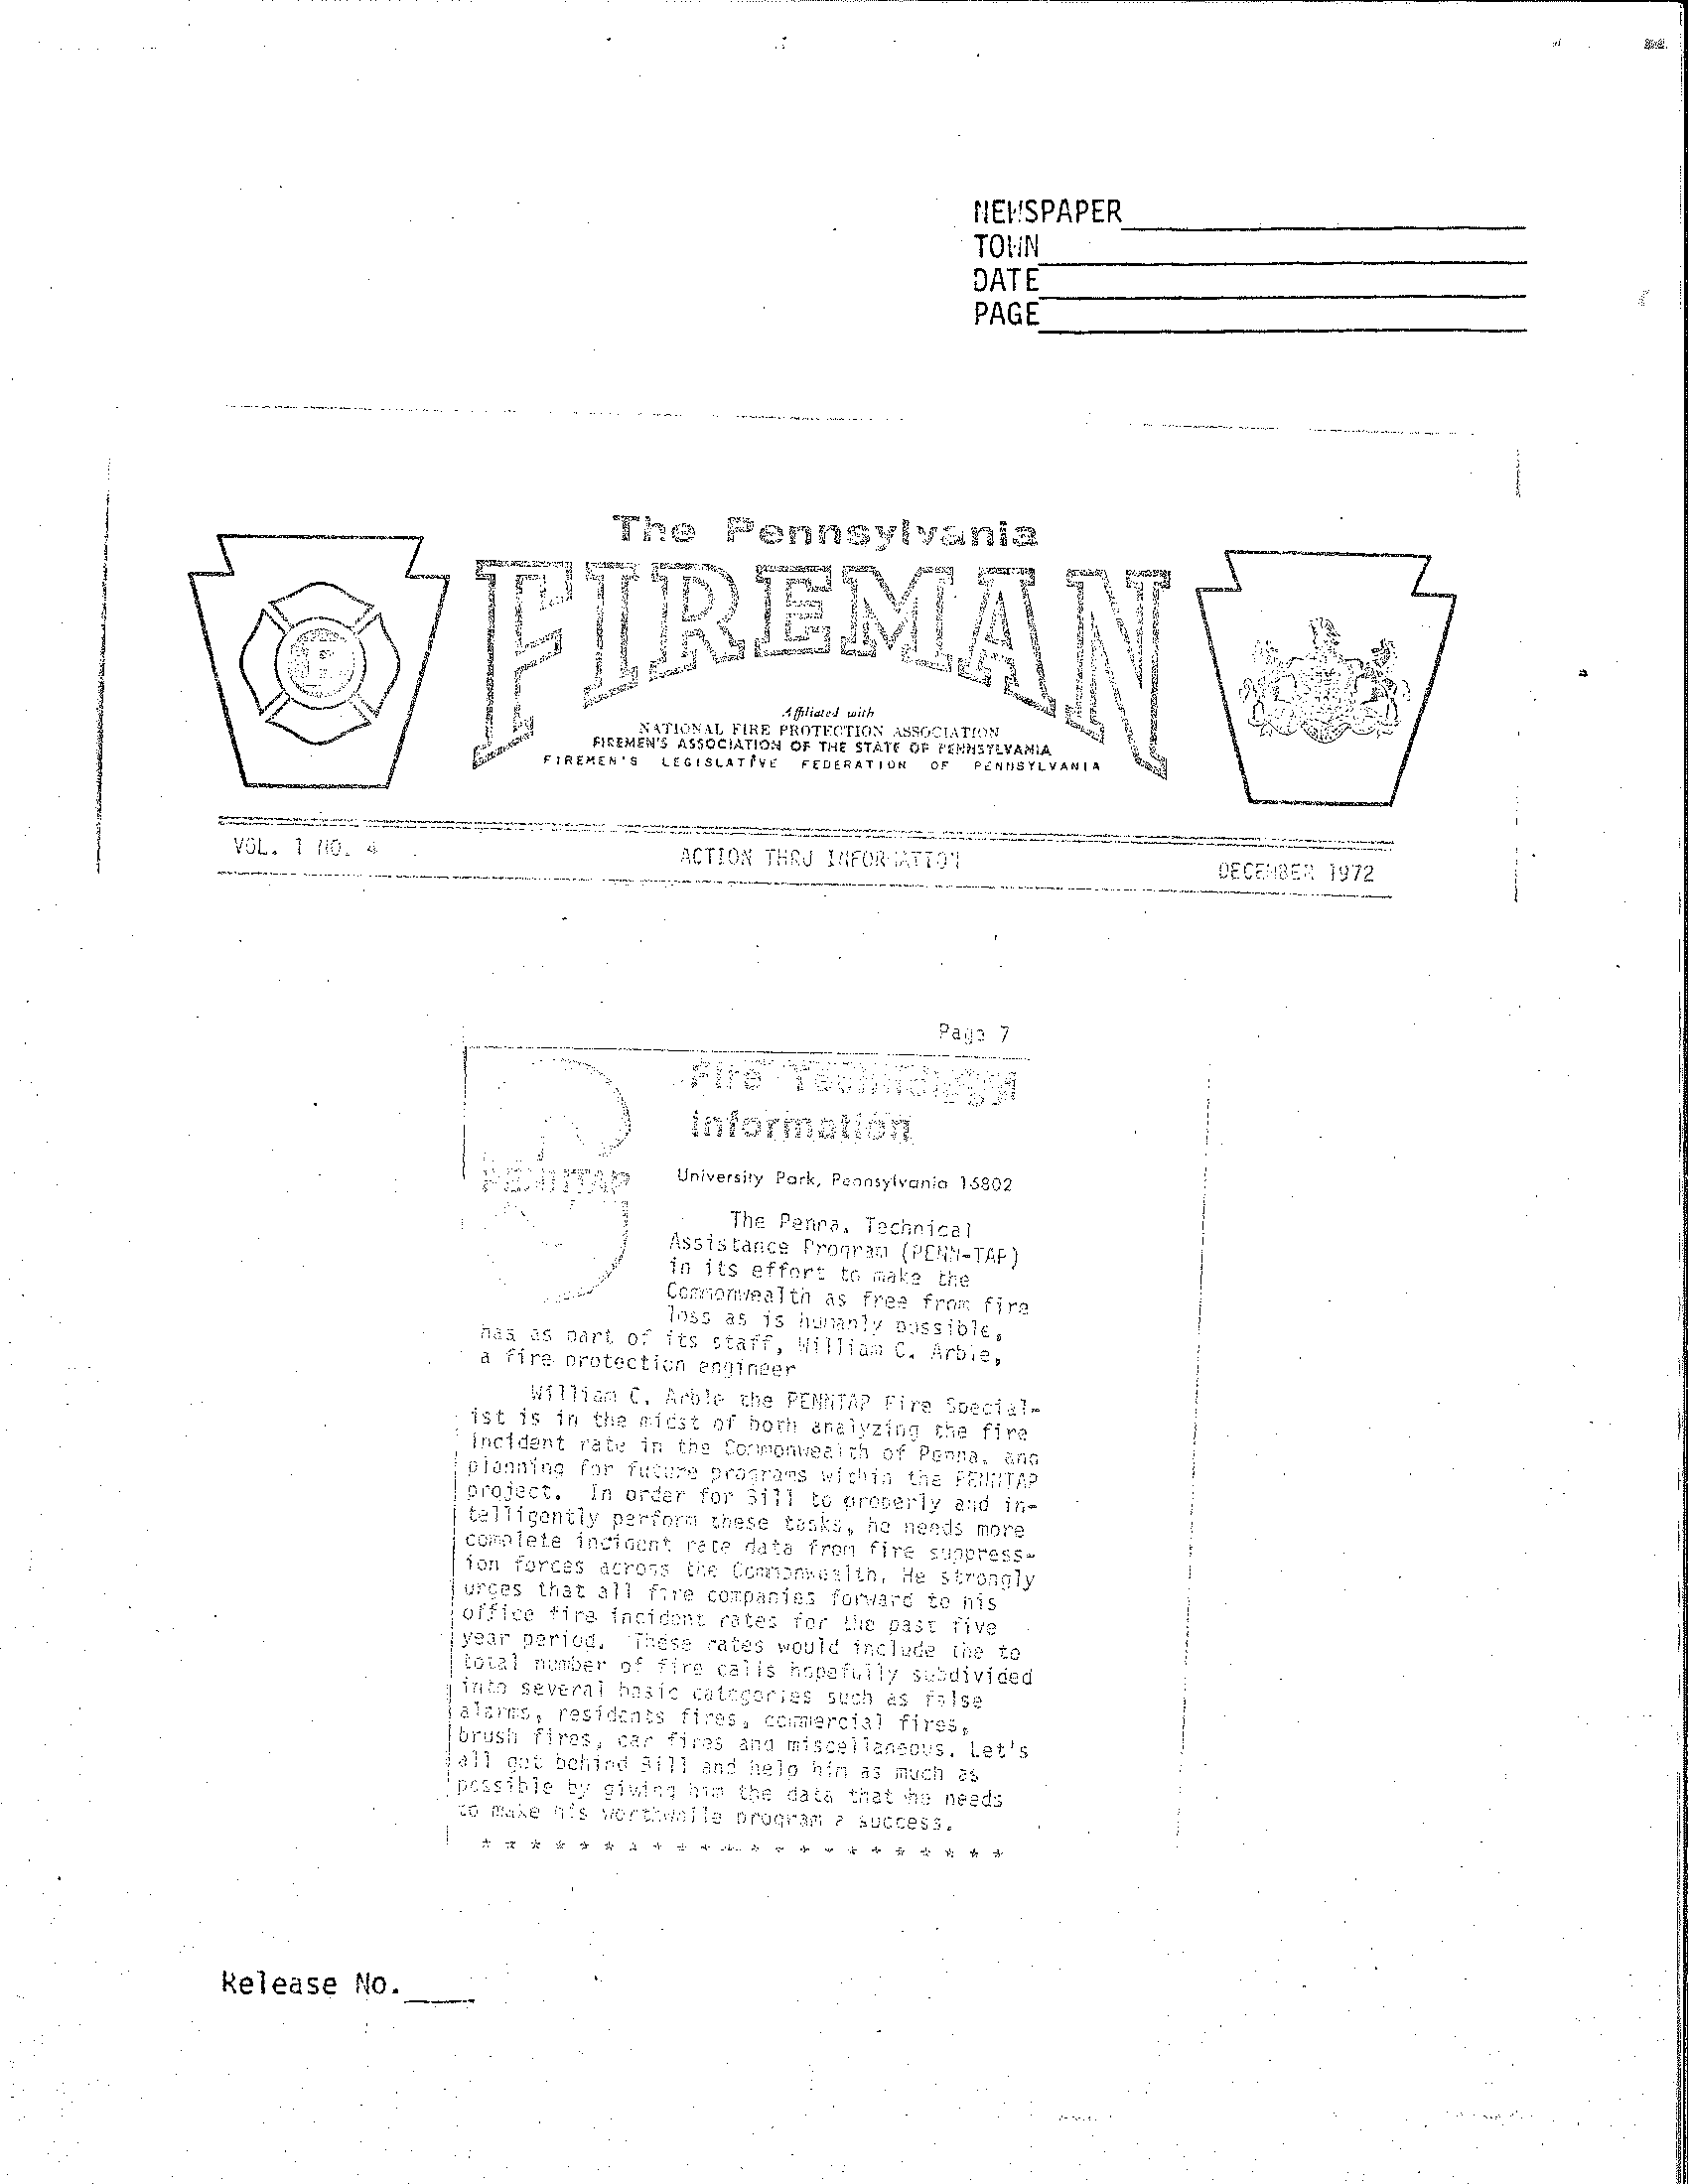 NEWSPAPER
TOWN
DATE
PAGE
The Pennsylvania
FIREMAN
Affiliated with
NATIONAL FIRE PROTECTION ASSOCIATION
FIREMEN'S ASSOCIATION OF THE STATE OF PENNSYLVANIA
FIREMEN'S LEGISLATIVE FEDERATION OF PENNSYLVANIA
VOL. 1 NO. 4
ACTION THRU INFORMATION
DECEMBER 1972
Page 7
Fire Technology
information
PENNTAP
University Park, Pennsylvania 16802
The Penna. Technical
Assistance Program (PENN-TAP)
in its effort to make the
Commonwealth as free from fire
loss as is humanly possible,
has as part of its staff, William C. Arble,
a fire protection engineer
William C. Arble the PENNTAP Fire Special-
ist is in the midst of both analyzing the fire
incident rate in the Commonwealth of Penna. and
planning for future programs within the PENNTAP
project. In order for Bill to properly and in-
telligently perform these tasks, he needs more
complete incident rate data from fire suppress-
ion forces across the Commonwealth. He strongly
urges that all fire companies forward to his
office fire incident rates for the past five
year period. These rates would include the to
total number of fire calls hopefully subdivided
into several basic categories such as false
alarms, residents fires, commercial fires,
brush fires, car fires and miscellaneous. Let's
all get behind Bill and help him as much as
possible by giving him the data that he needs
to make his worthwhile program a success.
* * * * * * * * * * * * * * * * * * * * * *
Release No.